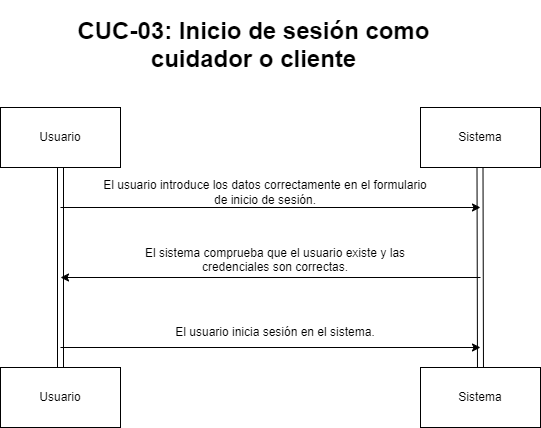 CUC-03: Inicio de sesión como
cuidador o cliente
Usuario
Sistema
El usuario introduce los datos correctamente en el formulario
de inicio de sesión.
El sistema comprueba que el usuario existe y las
credenciales son correctas.
El usuario inicia sesión en el sistema.
Usuario
Sistema